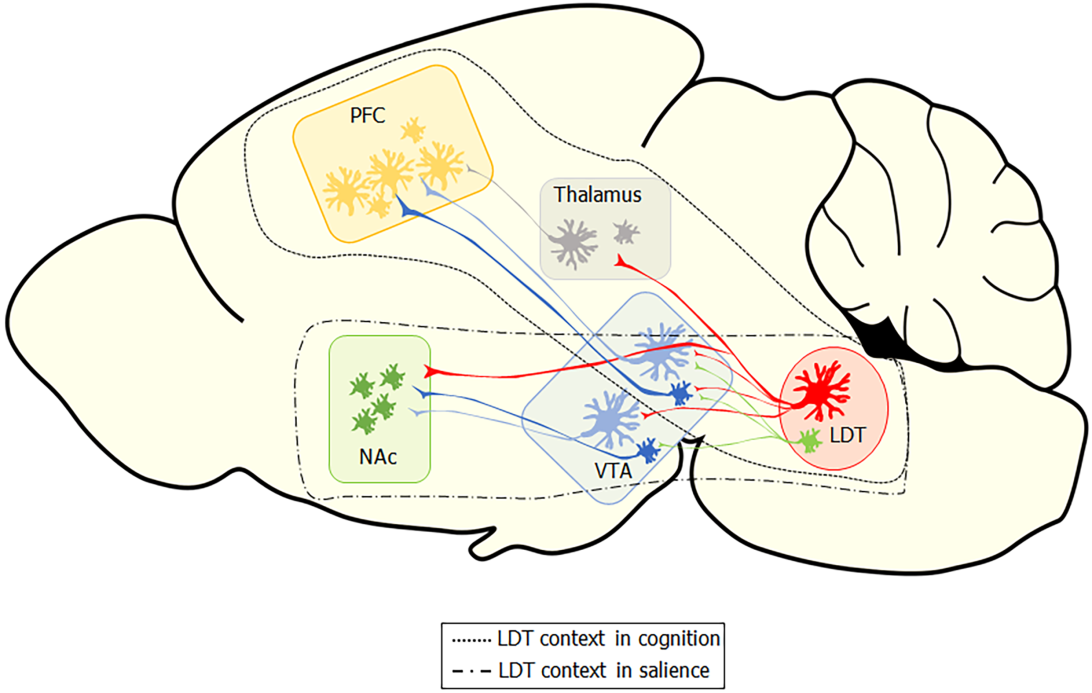 PFC
Thalamus
NAc
VTA
LDT
LDT context in cognition
LDT context in salience